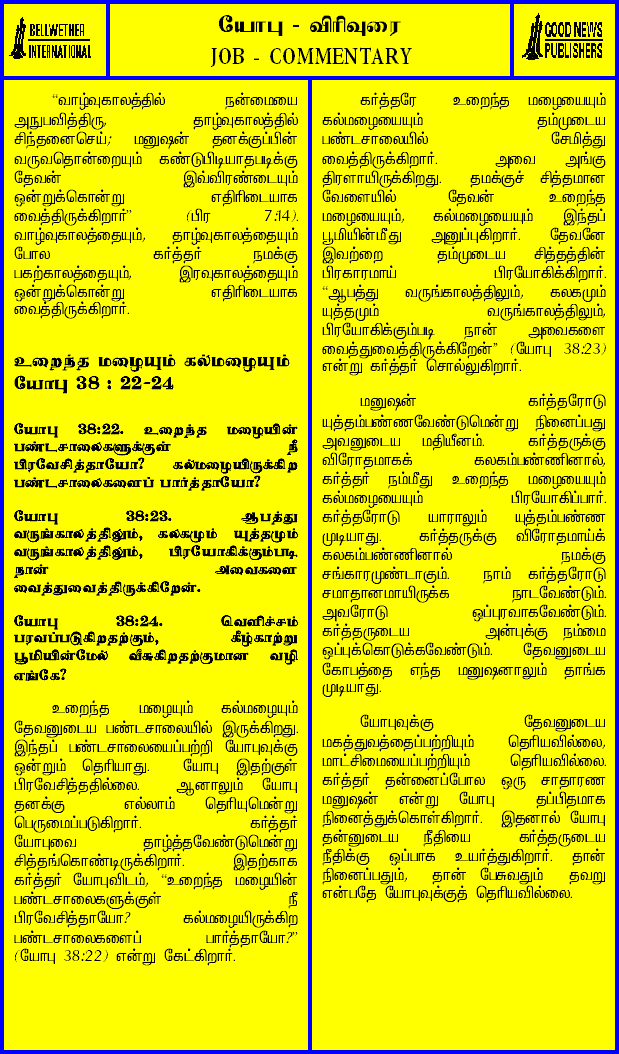 BELLWETHER
INTERNATIONAL
யோபு - விரிவுரை
JOB - COMMENTARY
GOOD NEWS
PUBLISHERS
“வாழ்வுகாலத்தில் நன்மையை
அநுபவித்திரு, தாழ்வுகாலத்தில்
சிந்தனைசெய்; மனுஷன் தனக்குப்பின்
வருவதொன்றையும் கண்டுபிடியாதபடிக்கு
தேவன் இவ்விரண்டையும்
ஒன்றுக்கொன்று எதிரிடையாக
வைத்திருக்கிறார்” (பிர 7:14).
வாழ்வுகாலத்தையும், தாழ்வுகாலத்தையும்
போல கர்த்தர் நமக்கு
பகற்காலத்தையும், இரவுகாலத்தையும்
ஒன்றுக்கொன்று எதிரிடையாக
வைத்திருக்கிறார்.
உறைந்த மழையும் கல்மழையும்
யோபு 38 : 22-24
யோபு 38:22. உறைந்த மழையின்
பண்டசாலைகளுக்குள் நீ
பிரவேசித்தாயோ? கல்மழையிருக்கிற
பண்டசாலைகளைப் பார்த்தாயோ?
யோபு 38:23. ஆபத்து
வருங்காலத்திலும், கலகமும் யுத்தமும்
வருங்காலத்திலும், பிரயோகிக்கும்படி
நான் அவைகளை
வைத்துவைத்திருக்கிறேன்.
யோபு 38:24. வெளிச்சம்
பரவப்படுகிறதற்கும், கீழ்காற்று
பூமியின்மேல் வீசுகிறதற்குமான வழி
எங்கே?
உறைந்த மழையும் கல்மழையும்
தேவனுடைய பண்டசாலையில் இருக்கிறது.
இந்தப் பண்டசாலையைப்பற்றி யோபுவுக்கு
ஒன்றும் தெரியாது. யோபு இதற்குள்
பிரவேசித்ததில்லை. ஆனாலும் யோபு
தனக்கு எல்லாம் தெரியுமென்று
பெருமைப்படுகிறார். கர்த்தர்
யோபுவை தாழ்த்தவேண்டுமென்று
சித்தங்கொண்டிருக்கிறார். இதற்காக
கர்த்தர் யோபுவிடம், “உறைந்த மழையின்
பண்டசாலைகளுக்குள் நீ
பிரவேசித்தாயோ? கல்மழையிருக்கிற
பண்டசாலைகளைப் பார்த்தாயோ?”
(யோபு 38:22) என்று கேட்கிறார்.
கர்த்தரே உறைந்த மழையையும்
கல்மழையையும் தம்முடைய
பண்டசாலையில் சேமித்து
வைத்திருக்கிறார். அவை அங்கு
திரளாயிருக்கிறது. தமக்குச் சித்தமான
வேளையில் தேவன் உறைந்த
மழையையும், கல்மழையையும் இந்தப்
பூமியின்மீது அனுப்புகிறார். தேவனே
இவற்றை தம்முடைய சித்தத்தின்
பிரகாரமாய் பிரயோகிக்கிறார்.
“ஆபத்து வருங்காலத்திலும், கலகமும்
யுத்தமும் வருங்காலத்திலும்,
பிரயோகிக்கும்படி நான் அவைகளை
வைத்துவைத்திருக்கிறேன்” (யோபு 38:23)
என்று கர்த்தர் சொல்லுகிறார்.
மனுஷன் கர்த்தரோடு
யுத்தம்பண்ணவேண்டுமென்று நினைப்பது
அவனுடைய மதியீனம். கர்த்தருக்கு
விரோதமாகக் கலகம்பண்ணினால்,
கர்த்தர் நம்மீது உறைந்த மழையையும்
கல்மழையையும் பிரயோகிப்பார்.
கர்த்தரோடு யாராலும் யுத்தம்பண்ண
முடியாது. கர்த்தருக்கு விரோதமாய்க்
கலகம்பண்ணினால் நமக்கு
சங்காரமுண்டாகும். நாம் கர்த்தரோடு
சமாதானமாயிருக்க நாடவேண்டும்.
அவரோடு ஒப்புரவாகவேண்டும்.
கர்த்தருடைய அன்புக்கு நம்மை
ஒப்புக்கொடுக்கவேண்டும். தேவனுடைய
கோபத்தை எந்த மனுஷனாலும் தாங்க
முடியாது.
யோபுவுக்கு தேவனுடைய
மகத்துவத்தைப்பற்றியும் தெரியவில்லை,
மாட்சிமையைப்பற்றியும் தெரியவில்லை.
கர்த்தர் தன்னைப்போல ஒரு சாதாரண
மனுஷன் என்று யோபு தப்பிதமாக
நினைத்துக்கொள்கிறார். இதனால் யோபு
தன்னுடைய நீதியை கர்த்தருடைய
நீதிக்கு ஒப்பாக உயர்த்துகிறார். தான்
நினைப்பதும், தான் பேசுவதும் தவறு
என்பதே யோபுவுக்குத் தெரியவில்லை.